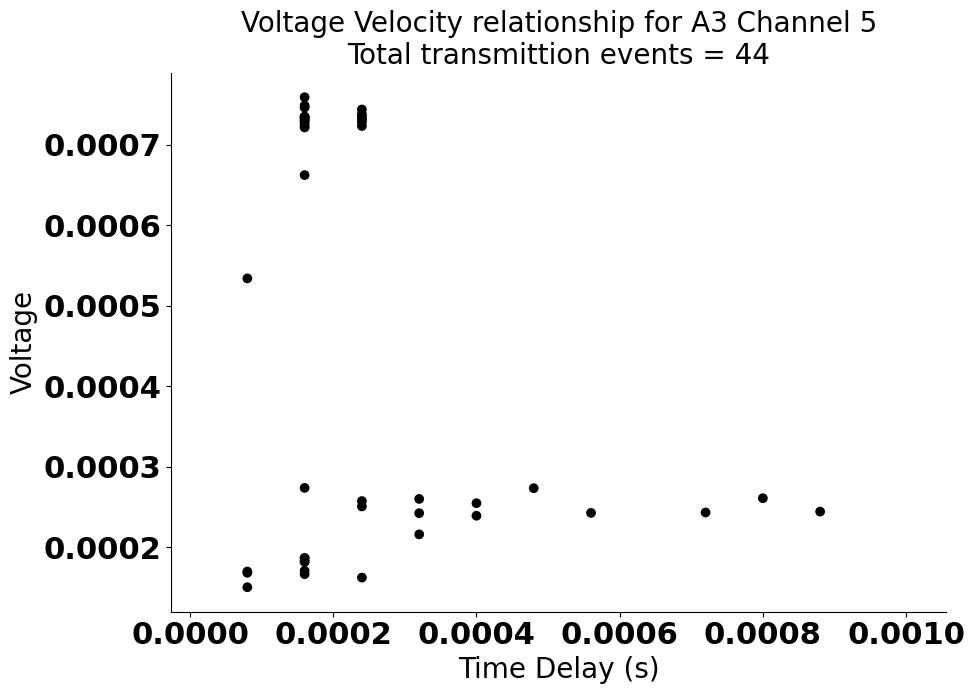 Voltage Velocity relationship for A3 Channel 5
Total transmittion events = 44
Voltage
0.0007
0.0006
0.0005
0.0004
0.0003
0.0002
0.0000 0.0002 0.0004 0.0006 0.0008 0.0010
Time Delay (s)